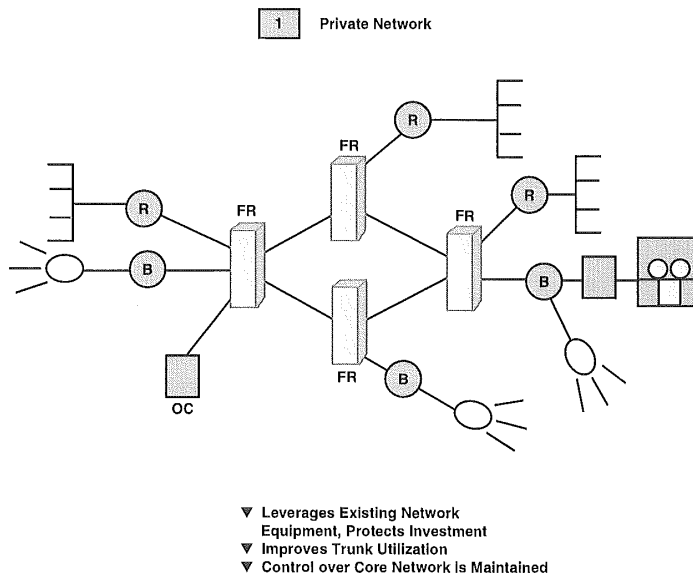 1 Private Network
R
FR
R
FR
FR
R
B
B
FR
B
OC
▼ Leverages Existing Network
Equipment, Protects Investment
▼ Improves Trunk Utilization
▼ Control over Core Network Is Maintained